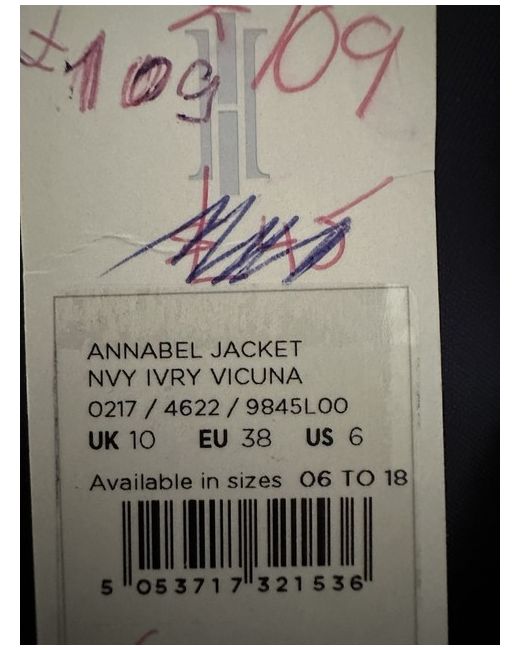 £109 109
ANNABEL JACKET
NVY IVRY VICUNA
0217 / 4622 / 9845L00
UK 10 EU 38 US 6
Available in sizes 06 TO 18
5 053717 321536